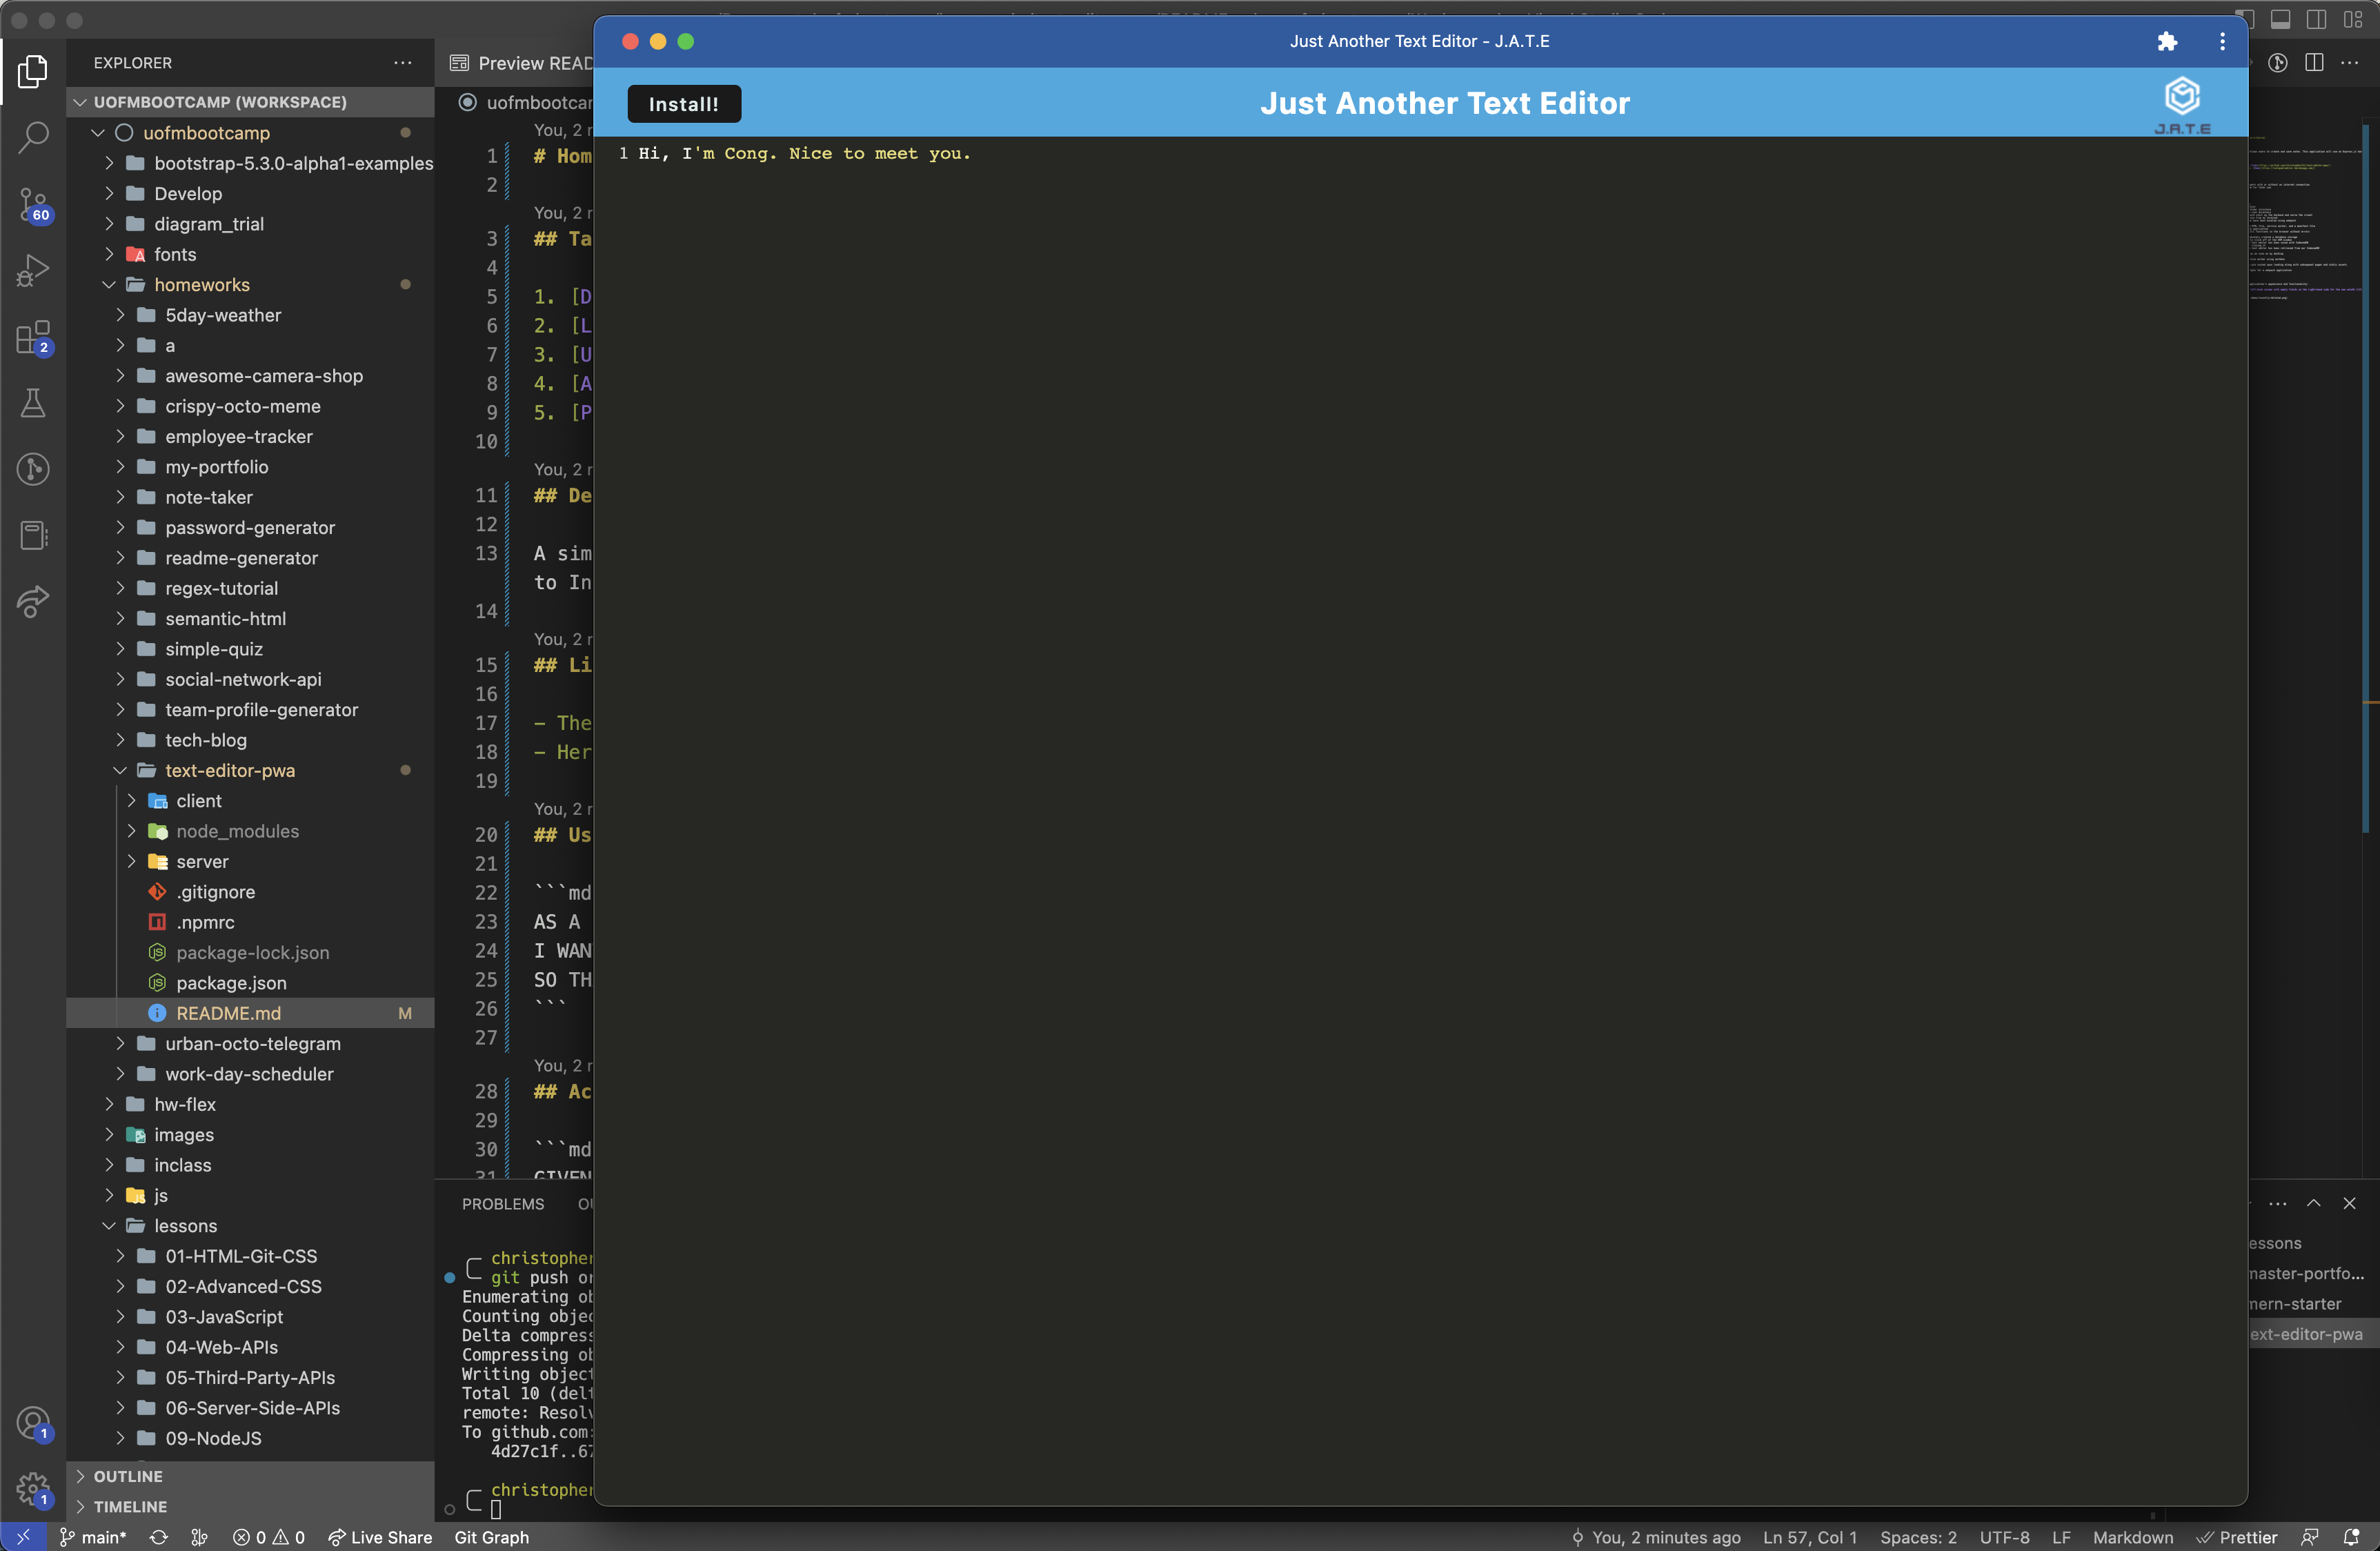 EXPLORER
UOFMBOOTCAMP (WORKSPACE)
uofmbootcamp
bootstrap-5.3.0-alpha1-examples
Develop
diagram_trial
fonts
homeworks
5day-weather
a
awesome-camera-shop
crispy-octo-meme
employee-tracker
my-portfolio
note-taker
password-generator
readme-generator
regex-tutorial
semantic-html
simple-quiz
social-network-api
team-profile-generator
tech-blog
text-editor-pwa
client
node_modules
server
.gitignore
.npmrc
package-lock.json
package.json
README.md M
urban-octo-telegram
work-day-scheduler
hw-flex
images
inclass
js
lessons
01-HTML-Git-CSS
02-Advanced-CSS
03-JavaScript
04-Web-APIs
05-Third-Party-APIs
06-Server-Side-APIs
09-NodeJS
OUTLINE
TIMELINE
60
2
1
1
Preview READ
uofmbootcar
You, 2 r
1 # Hom
2
You, 2 r
3 ## Ta
4
5 1. [D
6 2. [L
7 3. [U
8 4. [A
9 5. [P
10
You, 2 r
11 ## De
12
13 A sim
to In
14
You, 2 r
15 ## Li
16
17 - The
18 - Her
19
You, 2 r
20 ## Us
21
22 ```md
23 AS A
24 I WAN
25 SO TH
26 ```
27
You, 2 r
28 ## Ac
29
30 ```md
31 GIVEN
PROBLEMS OU
christopher
git push or
Enumerating ob
Counting objec
Delta compress
Compressing ob
Writing object
Total 10 (delt
remote: Resolv
To github.com:
4d27c1f..67
christopher
Just Another Text Editor - J.A.T.E
Install!
Just Another Text Editor
J.A.T.E
1 Hi, I'm Cong. Nice to meet you.
essons
naster-portfo...
nern-starter
ext-editor-pwa
main* 0 0 Live Share Git Graph
You, 2 minutes ago Ln 57, Col 1 Spaces: 2 UTF-8 LF Markdown Prettier